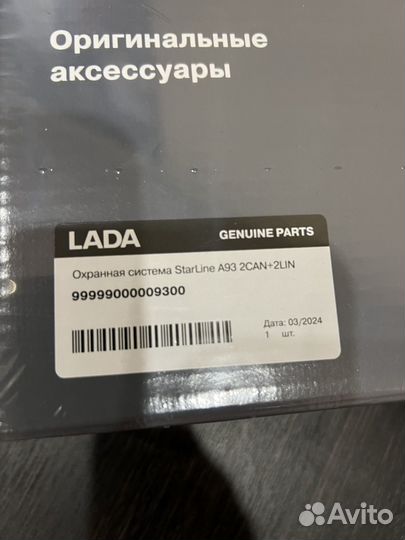 Оригинальные
аксессуары
LADA GENUINE PARTS
Охранная система StarLine A93 2CAN+2LIN
99999000009300
Дата: 03/2024
1 шт.
Avito